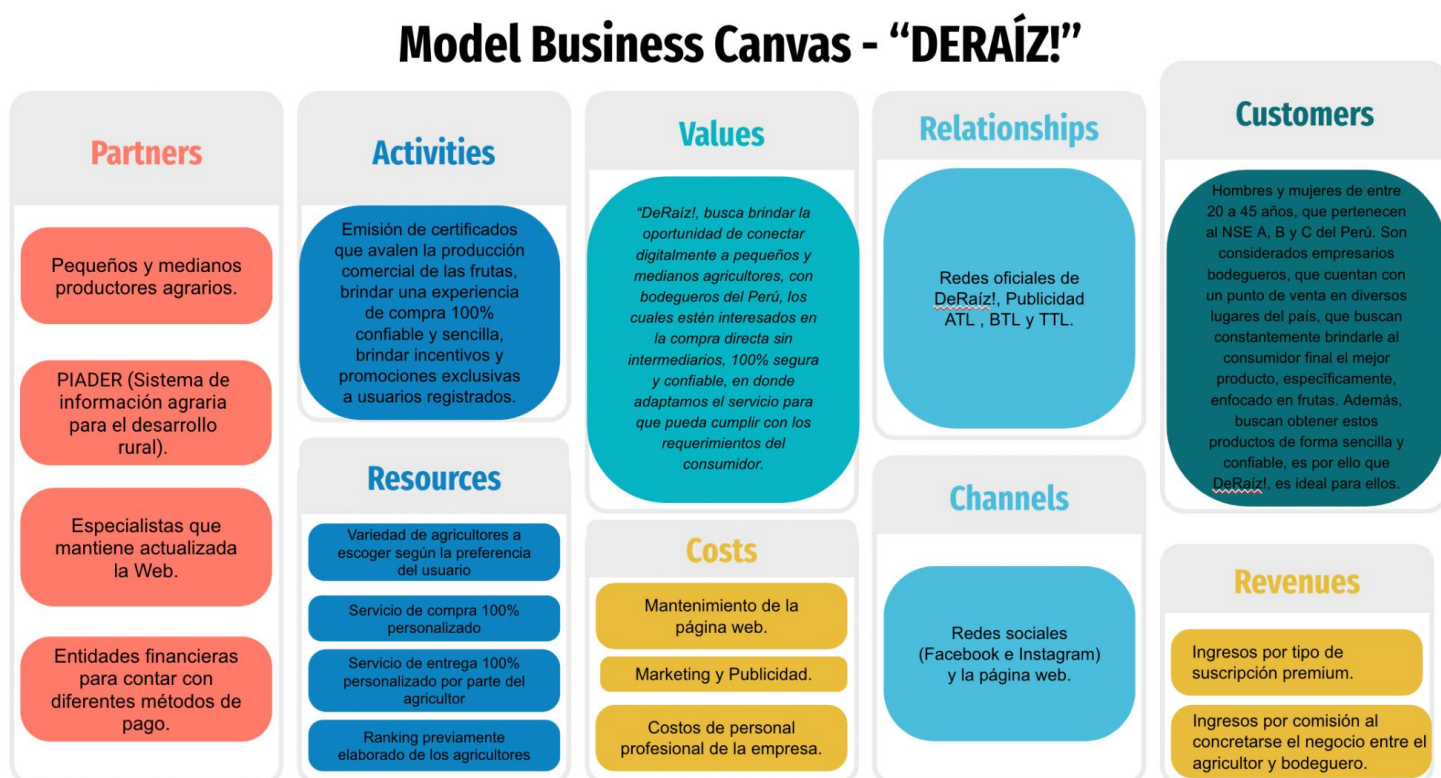 Model Business Canvas - “DERAÍZ!”
Partners
Pequeños y medianos
productores agrarios.
PIADER (Sistema de
información agraria
para el desarrollo
rural).
Especialistas que
mantiene actualizada
la Web.
Entidades financieras
para contar con
diferentes métodos de
pago.
Activities
Emisión de certificados
que avalen la producción
comercial de las frutas,
brindar una experiencia
de compra 100%
confiable y sencilla,
brindar incentivos y
promociones exclusivas
a usuarios registrados.
Resources
Variedad de agricultores a
escoger según la preferencia
del usuario
Servicio de compra 100%
personalizado
Servicio de entrega 100%
personalizado por parte del
agricultor
Ranking previamente
elaborado de los agricultores
Values
“DeRaíz!, busca brindar la
oportunidad de conectar
digitalmente a pequeños y
medianos agricultores, con
bodegueros del Perú, los
cuales estén interesados en
la compra directa sin
intermediarios, 100% segura
y confiable, en donde
adaptamos el servicio para
que pueda cumplir con los
requerimientos del
consumidor.
Costs
Mantenimiento de la
página web.
Marketing y Publicidad.
Costos de personal
profesional de la empresa.
Relationships
Redes oficiales de
DeRaíz!, Publicidad
ATL , BTL y TTL.
Channels
Redes sociales
(Facebook e Instagram)
y la página web.
Customers
Hombres y mujeres de entre
20 a 45 años, que pertenecen
al NSE A, B y C del Perú. Son
considerados empresarios
bodegueros, que cuentan con
un punto de venta en diversos
lugares del país, que buscan
constantemente brindarle al
consumidor final el mejor
producto, específicamente,
enfocado en frutas. Además,
buscan obtener estos
productos de forma sencilla y
confiable, es por ello que
DeRaíz!, es ideal para ellos.
Revenues
Ingresos por tipo de
suscripción premium.
Ingresos por comisión al
concretarse el negocio entre el
agricultor y bodeguero.